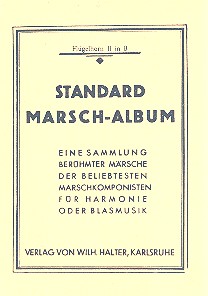 Flügelhorn II in B
STANDARD
MARSCH-ALBUM
EINE SAMMLUNG
BERÜHMTER MÄRSCHE
DER BELIEBTESTEN
MARSCHKOMPONISTEN
FÜR HARMONIE
ODER BLASMUSIK
VERLAG VON WILH. HALTER, KARLSRUHE